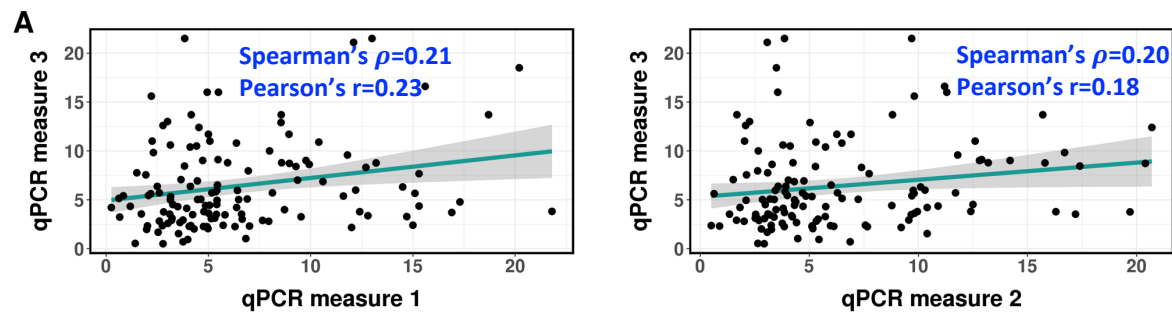 A
qPCR measure 3
20
15
10
5
0
Spearman's ρ=0.21
Pearson's r=0.23
0 5 10 15 20
qPCR measure 1
qPCR measure 3
20
15
10
5
0
Spearman's ρ=0.20
Pearson's r=0.18
0 5 10 15 20
qPCR measure 2